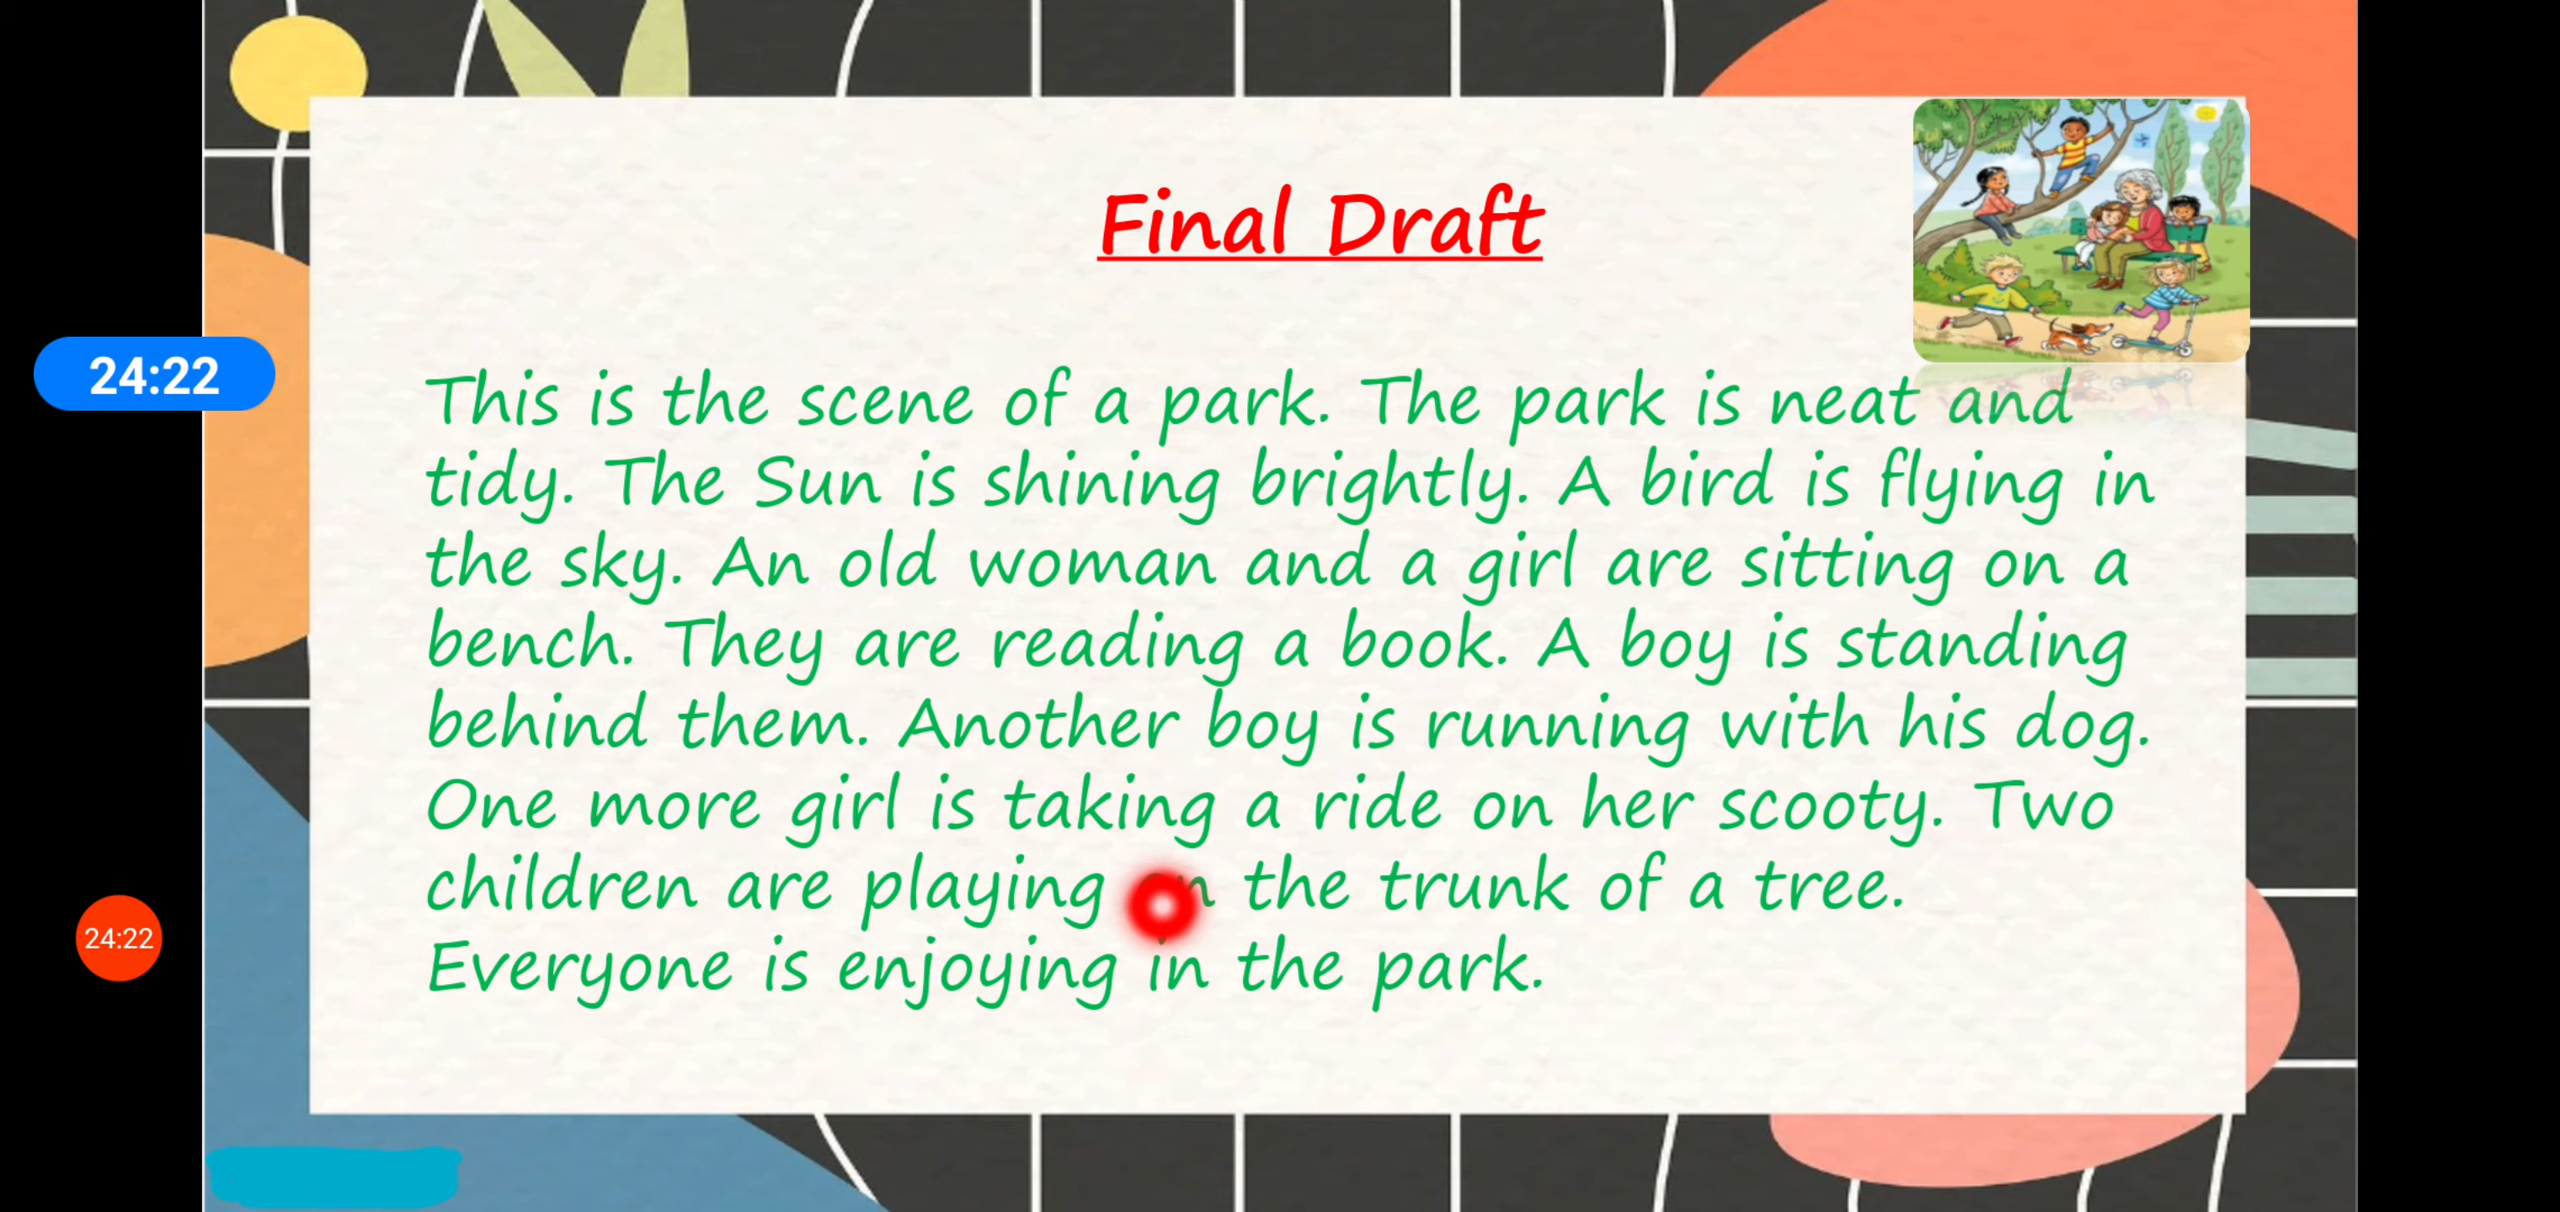 Final Draft
24:22
This is the scene of a park. The park is neat and
tidy. The Sun is shining brightly. A bird is flying in
the sky. An old woman and a girl are sitting on a
bench. They are reading a book. A boy is standing
behind them. Another boy is running with his dog.
One more girl is taking a ride on her scooty. Two
children are playing the trunk of a tree.
24:22
Everyone is enjoying in the park.